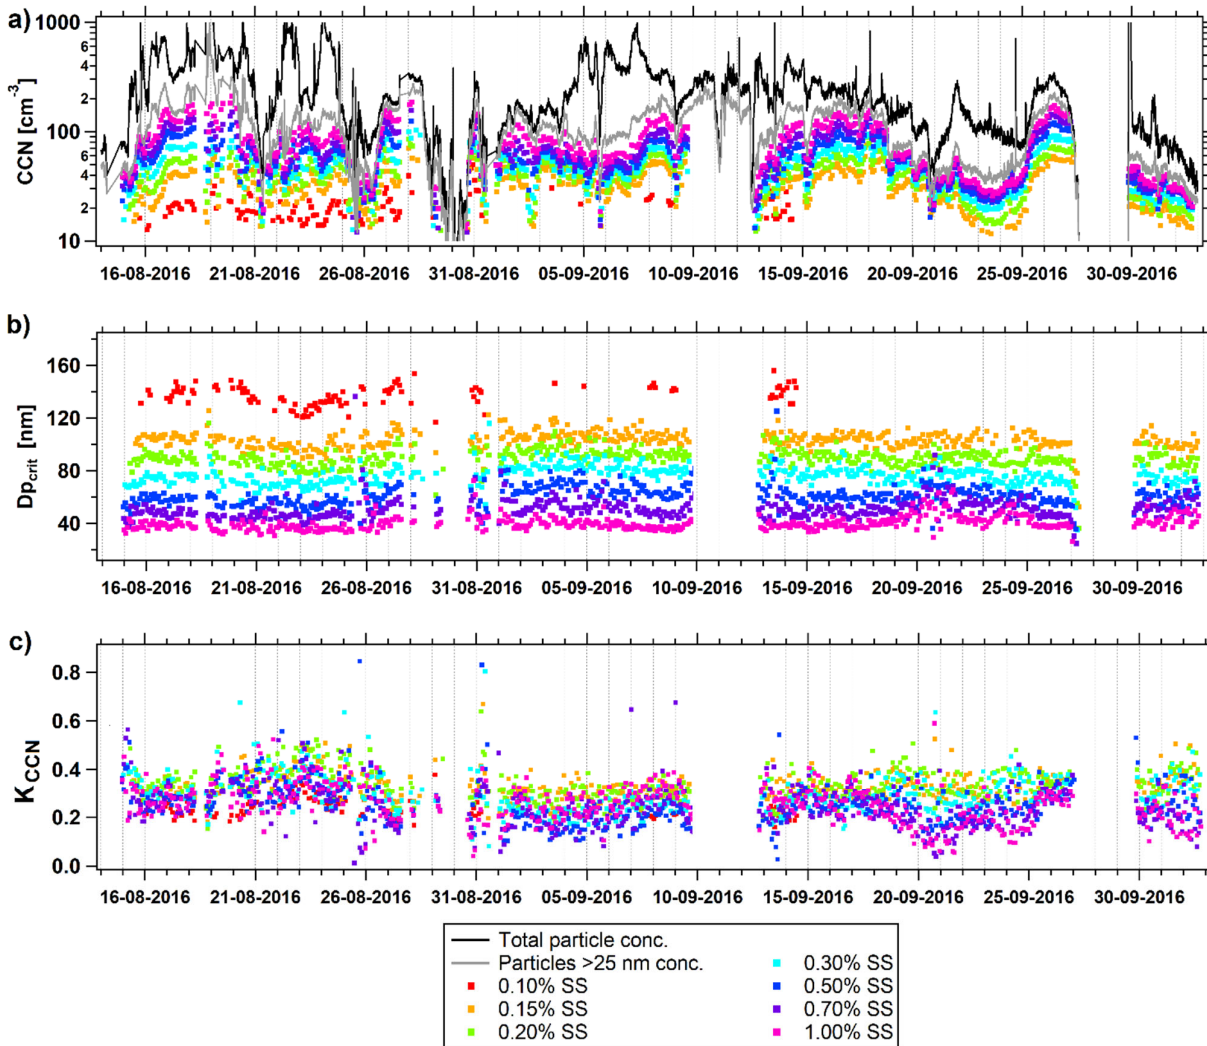 a)
1000
6
4
2
100
6
4
2
10
CCN [cm-3]
16-08-2016 21-08-2016 26-08-2016 31-08-2016 05-09-2016 10-09-2016 15-09-2016 20-09-2016 25-09-2016 30-09-2016
b)
160
120
80
40
Dpcrit [nm]
16-08-2016 21-08-2016 26-08-2016 31-08-2016 05-09-2016 10-09-2016 15-09-2016 20-09-2016 25-09-2016 30-09-2016
c)
0.8
0.6
0.4
0.2
0.0
KCCN
16-08-2016 21-08-2016 26-08-2016 31-08-2016 05-09-2016 10-09-2016 15-09-2016 20-09-2016 25-09-2016 30-09-2016
Total particle conc.
Particles >25 nm conc.
0.10% SS
0.15% SS
0.20% SS
0.30% SS
0.50% SS
0.70% SS
1.00% SS